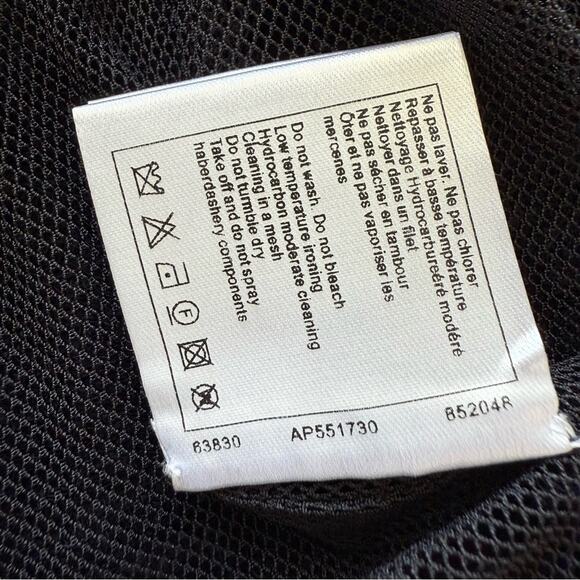 Ne pas laver. Ne pas chlorer
Repasser à basse température
Nettoyage Hydrocarbureéré modéré
Nettoyer dans un filet
Ne pas sécher en tambour
Ôter et ne pas vaporiser les
mercenes
Do not wash. Do not bleach
Low temperature ironing
Hydrocarbon moderate cleaning
Cleaning in a mesh
Do not tumble dry
Take off and do not spray
haberdashery components
F
63830 AP551730 852048